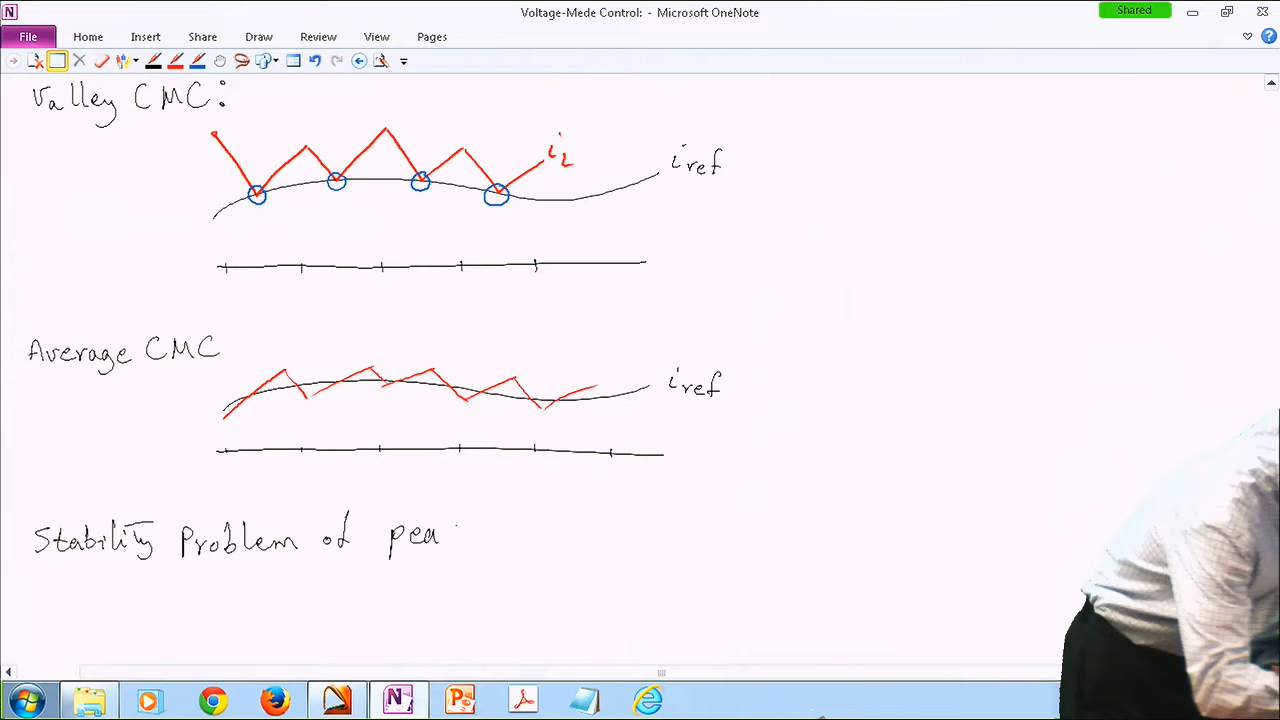 Voltage-Mede Control: - Microsoft OneNote
Shared
File Home Insert Share Draw Review View Pages
Valley CMC:
iL
iref
Average CMC
iref
Stability Problem of pea